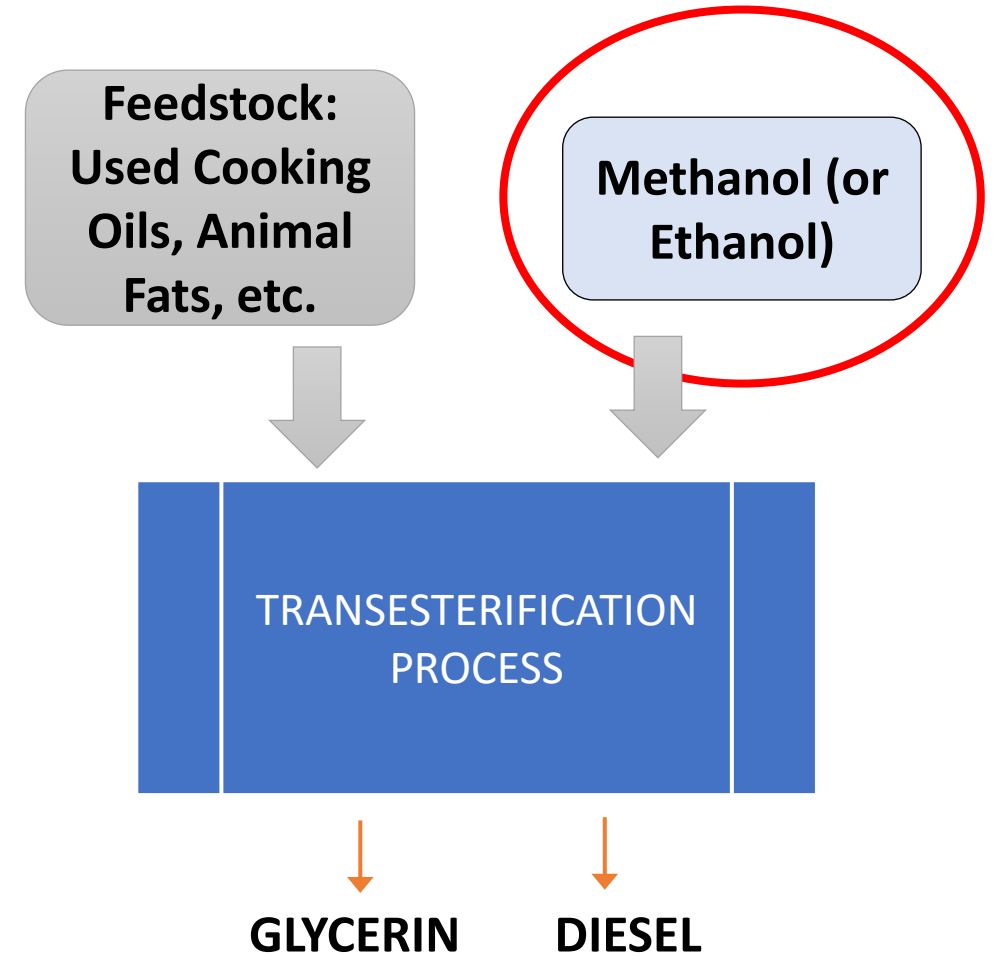 Feedstock:
Used Cooking
Oils, Animal
Fats, etc.
Methanol (or
Ethanol)
TRANSESTERIFICATION
PROCESS
GLYCERIN
DIESEL